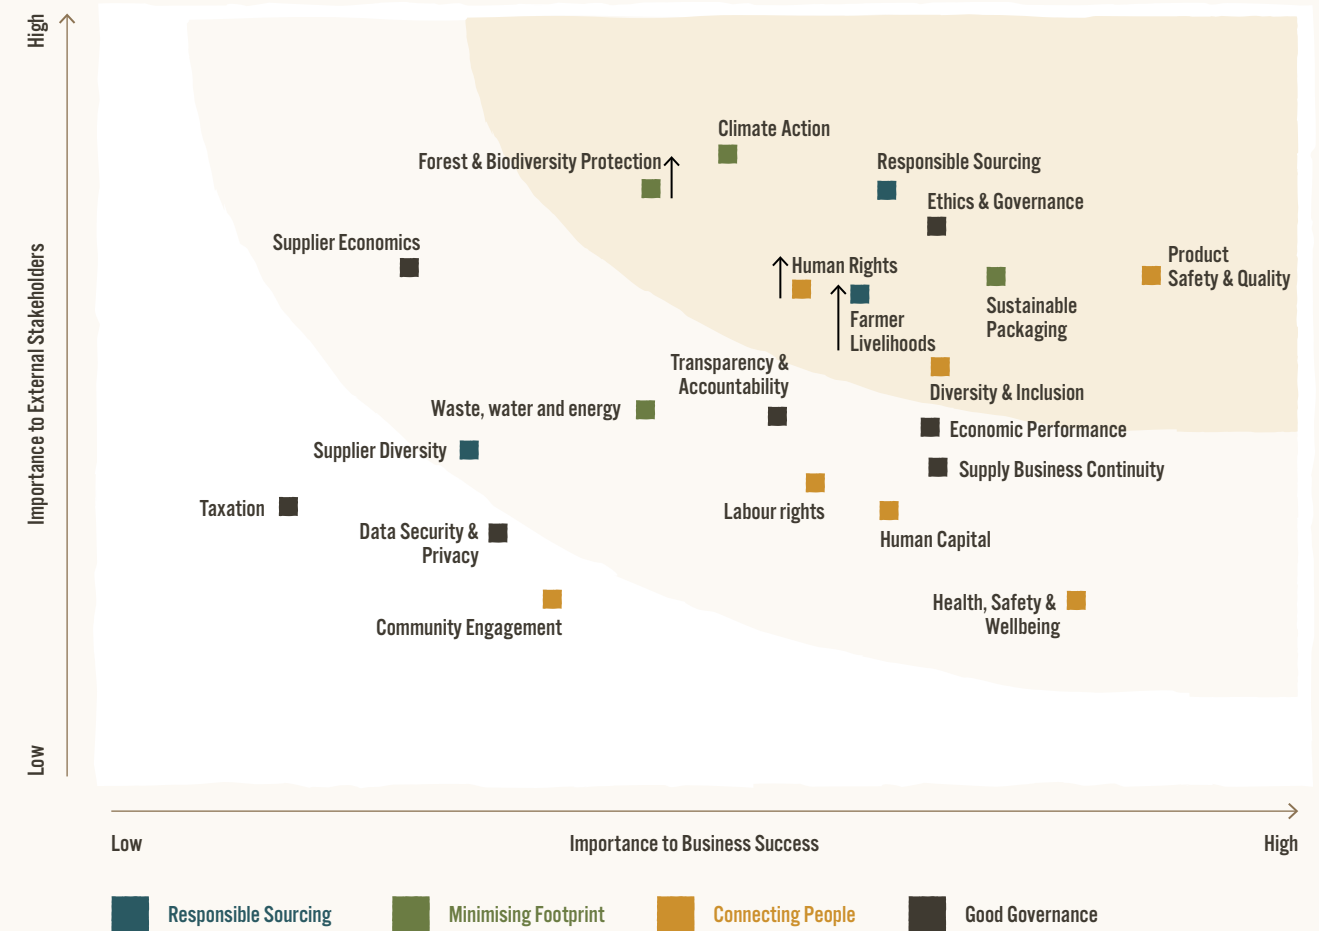 High
Importance to External Stakeholders
Low
Climate Action
Forest & Biodiversity Protection
Responsible Sourcing
Ethics & Governance
Supplier Economics
Product
Safety & Quality
Human Rights
Sustainable
Packaging
Farmer
Livelihoods
Transparency &
Accountability
Diversity & Inclusion
Waste, water and energy
Economic Performance
Supplier Diversity
Supply Business Continuity
Taxation
Labour rights
Data Security &
Privacy
Human Capital
Health, Safety &
Wellbeing
Community Engagement
Low
Importance to Business Success
High
Responsible Sourcing
Minimising Footprint
Connecting People
Good Governance